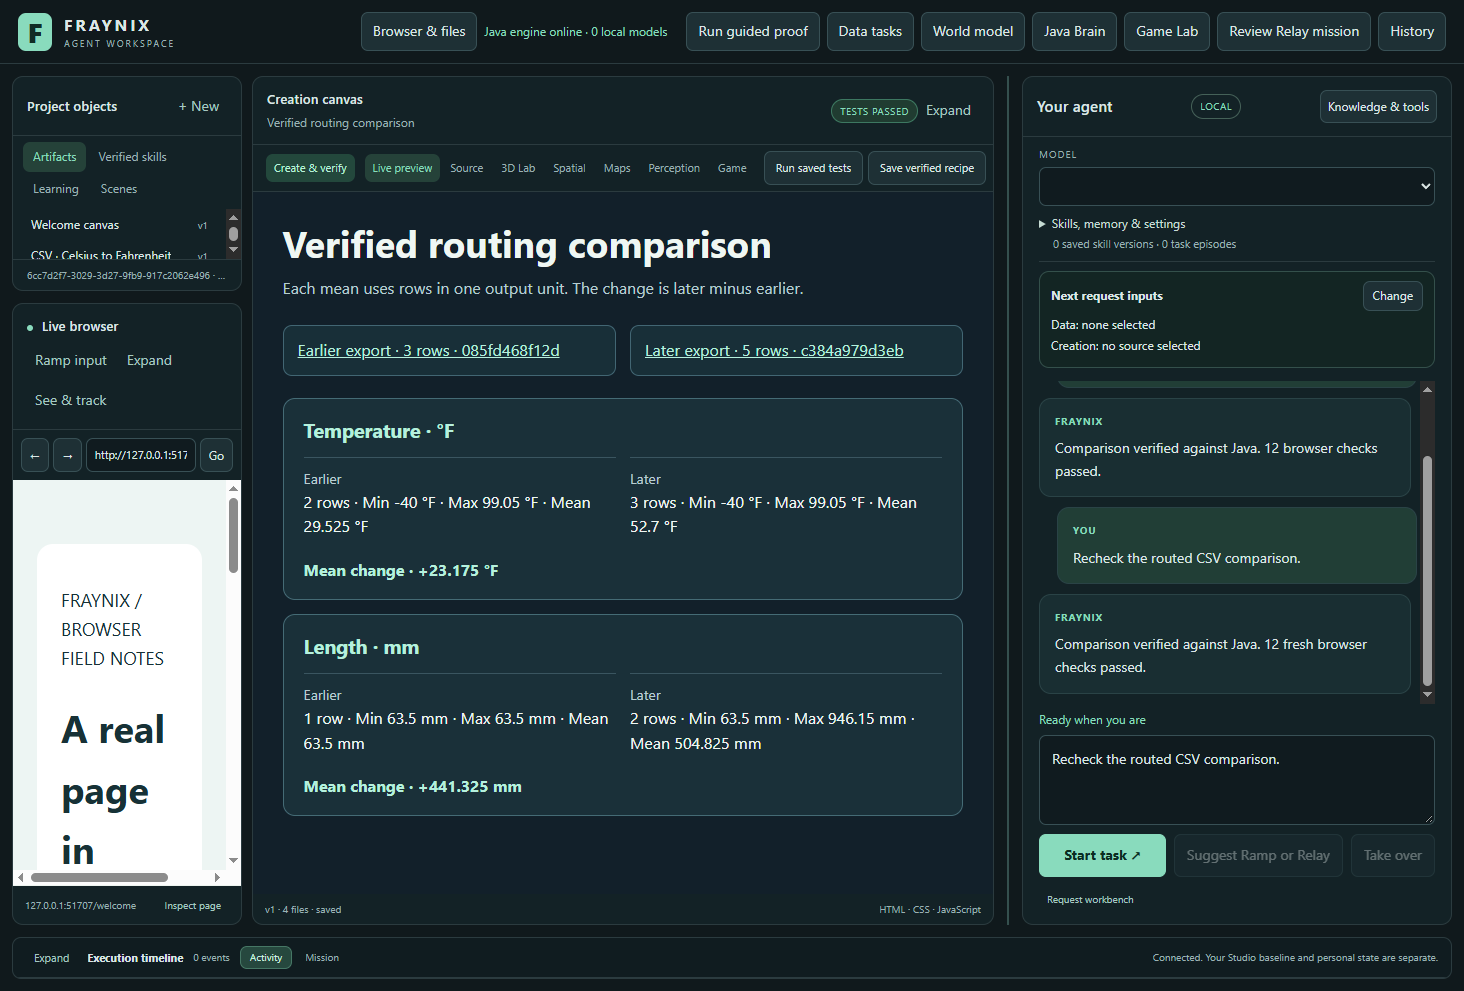 F FRAYNIX
AGENT WORKSPACE
Browser & files
Java engine online · 0 local models
Run guided proof
Data tasks
World model
Java Brain
Game Lab
Review Relay mission
History
Project objects
+ New
Artifacts
Verified skills
Learning
Scenes
Welcome canvas v1
CSV · Celsius to Fahrenheit v1
6cc7d2f7-3029-3d27-9fb9-917c2062e496 · ...
Live browser
Ramp input
Expand
See & track
← → http://127.0.0.1:517 Go
FRAYNIX /
BROWSER
FIELD NOTES
A real
page
in
127.0.0.1:51707/welcome
Inspect page
Creation canvas
Verified routing comparison
TESTS PASSED
Expand
Create & verify
Live preview
Source
3D Lab
Spatial
Maps
Perception
Game
Run saved tests
Save verified recipe
Verified routing comparison
Each mean uses rows in one output unit. The change is later minus earlier.
Earlier export · 3 rows · 085fd468f12d
Later export · 5 rows · c384a979d3eb
Temperature · °F
Earlier
2 rows · Min -40 °F · Max 99.05 °F · Mean
29.525 °F
Later
3 rows · Min -40 °F · Max 99.05 °F · Mean
52.7 °F
Mean change · +23.175 °F
Length · mm
Earlier
1 row · Min 63.5 mm · Max 63.5 mm · Mean
63.5 mm
Later
2 rows · Min 63.5 mm · Max 946.15 mm ·
Mean 504.825 mm
Mean change · +441.325 mm
v1 · 4 files · saved
HTML · CSS · JavaScript
Your agent
LOCAL
Knowledge & tools
MODEL
Skills, memory & settings
0 saved skill versions · 0 task episodes
Next request inputs
Change
Data: none selected
Creation: no source selected
FRAYNIX
Comparison verified against Java. 12 browser checks
passed.
YOU
Recheck the routed CSV comparison.
FRAYNIX
Comparison verified against Java. 12 fresh browser
checks passed.
Ready when you are
Recheck the routed CSV comparison.
Start task ↗
Suggest Ramp or Relay
Take over
Request workbench
Expand
Execution timeline
0 events
Activity
Mission
Connected. Your Studio baseline and personal state are separate.